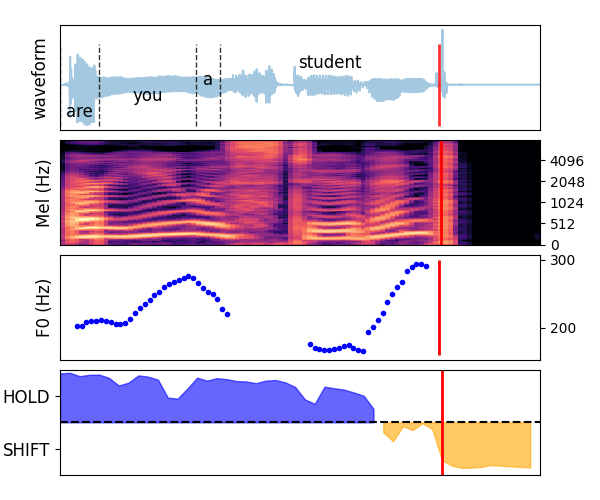 waveform
are
you
a
student
Mel (Hz)
4096
2048
1024
512
0
F0 (Hz)
300
200
HOLD
SHIFT